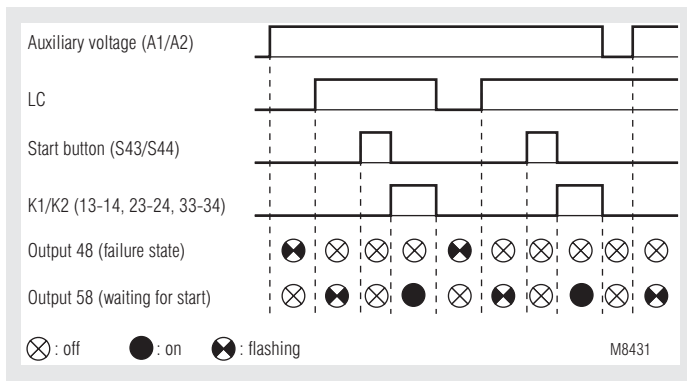 Auxiliary voltage (A1/A2)
LC
Start button (S43/S44)
K1/K2 (13-14, 23-24, 33-34)
Output 48 (failure state)
Output 58 (waiting for start)
: off : on : flashing
M8431